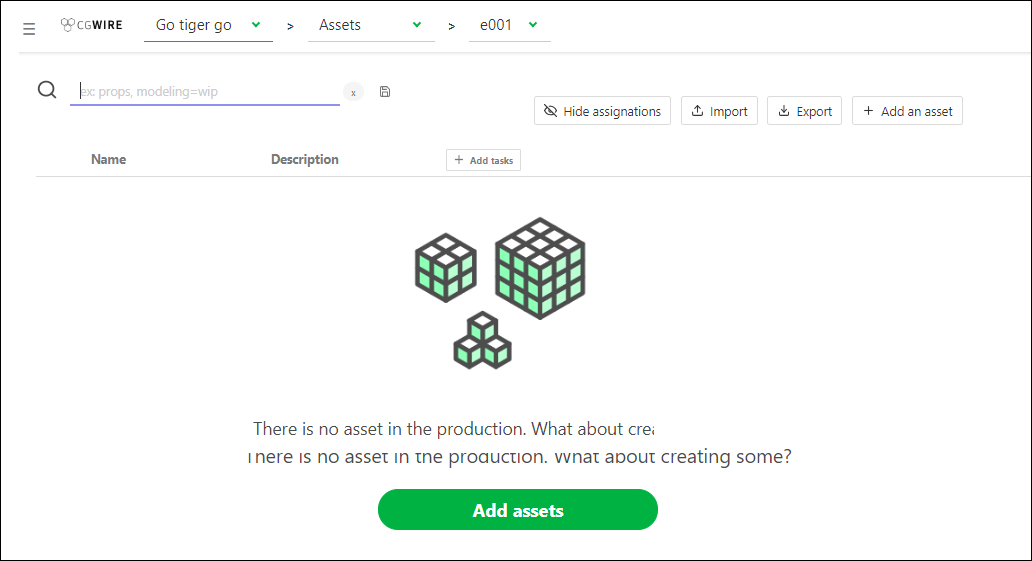 CGWIRE Go tiger go > Assets > e001
ex: props, modeling=wip x
Hide assignations Import Export + Add an asset
Name Description + Add tasks
There is no asset in the production. What about crea
There is no asset in the production. What about creating some?
Add assets